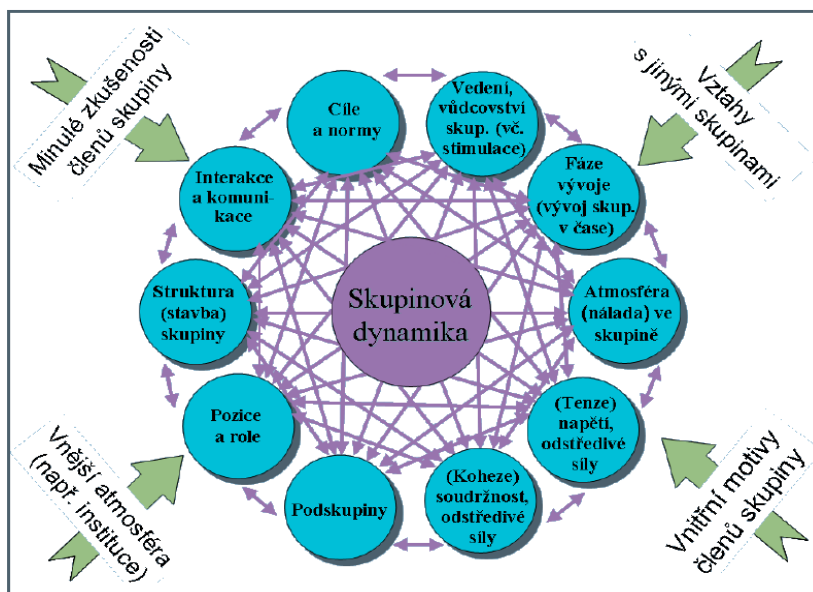 Minulé zkušenosti
členů skupiny
Vztahy
s jinými skupinami
Cíle
a normy
Vedení,
vůdcovství
skup. (vč.
stimulace)
Interakce
a komuni-
kace
Fáze
vývoje
(vývoj skup.
v čase)
Struktura
(stavba)
skupiny
Skupinová
dynamika
Atmosféra
(nálada) ve
skupině
Pozice
a role
(Tenze)
napětí,
odstředivé
síly
Podskupiny
(Koheze)
soudržnost,
odstředivé
síly
Vnější atmosféra
(např. instituce)
Vnitřní motivy
členů skupiny